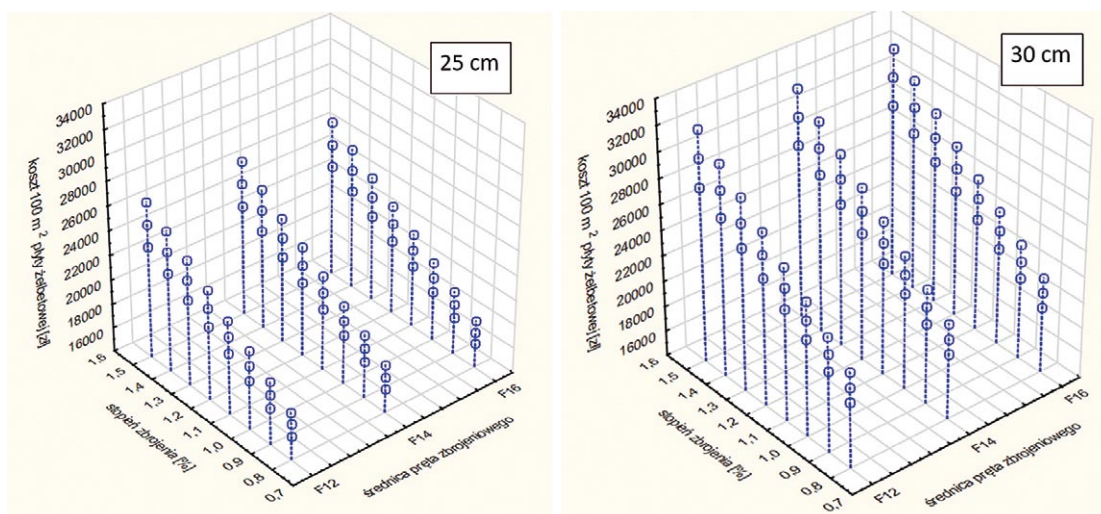 25 cm
koszt 100 m² płyty żelbetowej [zł]
34000
32000
30000
28000
26000
24000
22000
20000
18000
16000
1.6
1.5
1.4
1.3
1.2
1.1
1.0
0.9
0.8
0.7
stopień zbrojenia [%]
F12
F14
F16
średnica pręta zbrojeniowego
30 cm
koszt 100 m² płyty żelbetowej [zł]
34000
32000
30000
28000
26000
24000
22000
20000
18000
16000
1,6
1,5
1,4
1,3
1,2
1,1
1,0
0,9
0,8
0,7
stopień zbrojenia [%]
F12
F14
F16
średnica pręta zbrojeniowego